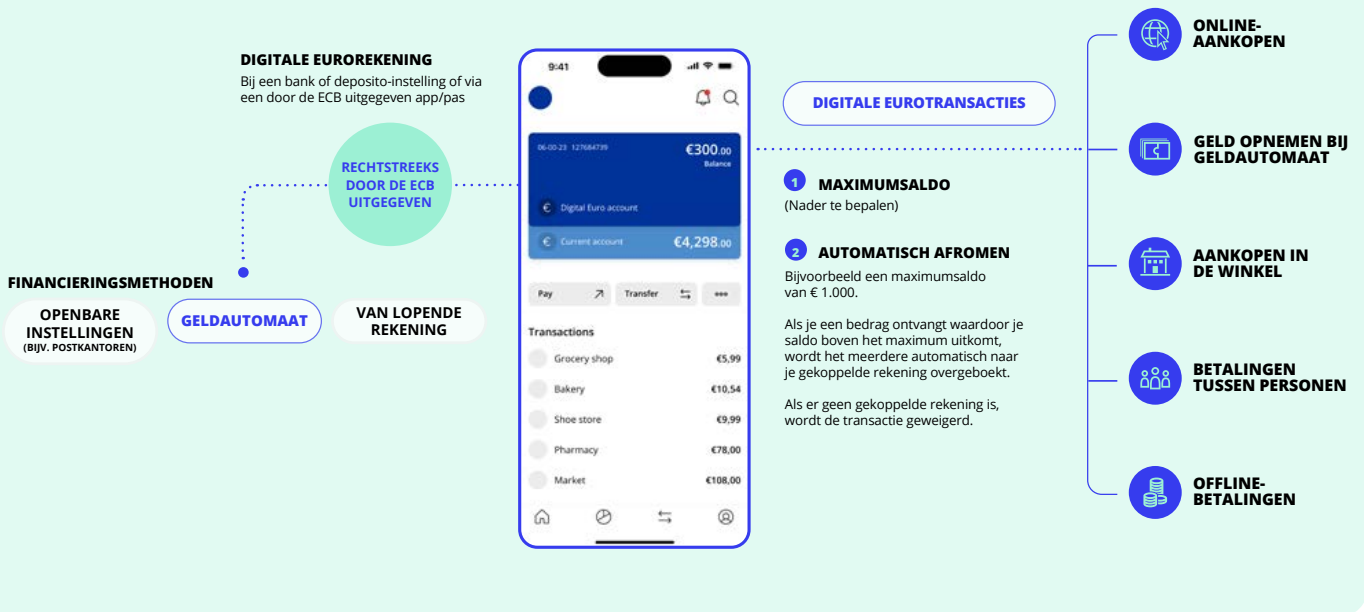 DIGITALE EUROREKENING
Bij een bank of deposito-instelling of via
een door de ECB uitgegeven app/pas
RECHTSTREEKS
DOOR DE ECB
UITGEGEVEN
FINANCIERINGSMETHODEN
OPENBARE
INSTELLINGEN
(BIJV. POSTKANTOREN)
GELDAUTOMAAT
VAN LOPENDE
REKENING
9:41
06-00-23 127684739
€300.00
Balance
€ Digital Euro account
€ Current account €4,298.00
Pay
Transfer
Transactions
Grocery shop €5,99
Bakery €10,54
Shoe store €9,99
Pharmacy €78,00
Market €108,00
DIGITALE EUROTRANSACTIES
1 MAXIMUMSALDO
(Nader te bepalen)
2 AUTOMATISCH AFROMEN
Bijvoorbeeld een maximumsaldo
van € 1.000.
Als je een bedrag ontvangt waardoor je
saldo boven het maximum uitkomt,
wordt het meerdere automatisch naar
je gekoppelde rekening overgeboekt.
Als er geen gekoppelde rekening is,
wordt de transactie geweigerd.
ONLINE-
AANKOPEN
GELD OPNEMEN BIJ
GELDAUTOMAAT
AANKOPEN IN
DE WINKEL
BETALINGEN
TUSSEN PERSONEN
OFFLINE-
BETALINGEN